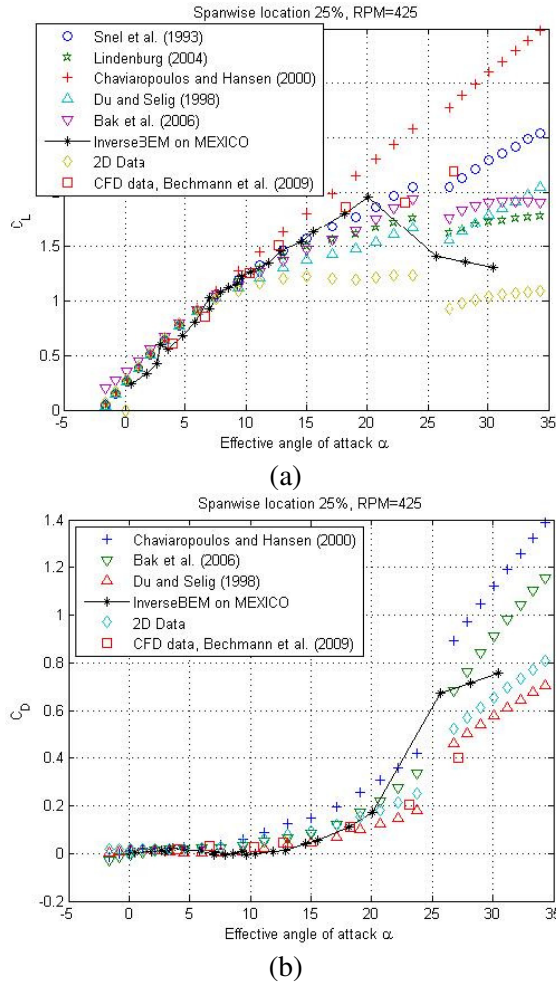 Spanwise location 25%, RPM=425
Snel et al. (1993)
Lindenburg (2004)
Chaviaropoulos and Hansen (2000)
Du and Selig (1998)
Bak et al. (2006)
InverseBEM on MEXICO
2D Data
CFD data, Bechmann et al. (2009)
C_L
1.5
1
0.5
0
-5 0 5 10 15 20 25 30 35
Effective angle of attack α
(a)
Spanwise location 25%, RPM=425
1.4
Chaviaropoulos and Hansen (2000)
Bak et al. (2006)
Du and Selig (1998)
InverseBEM on MEXICO
2D Data
CFD data, Bechmann et al. (2009)
C_D
0.6
0.4
0.2
0
-0.2
-5 0 5 10 15 20 25 30 35
Effective angle of attack α
(b)